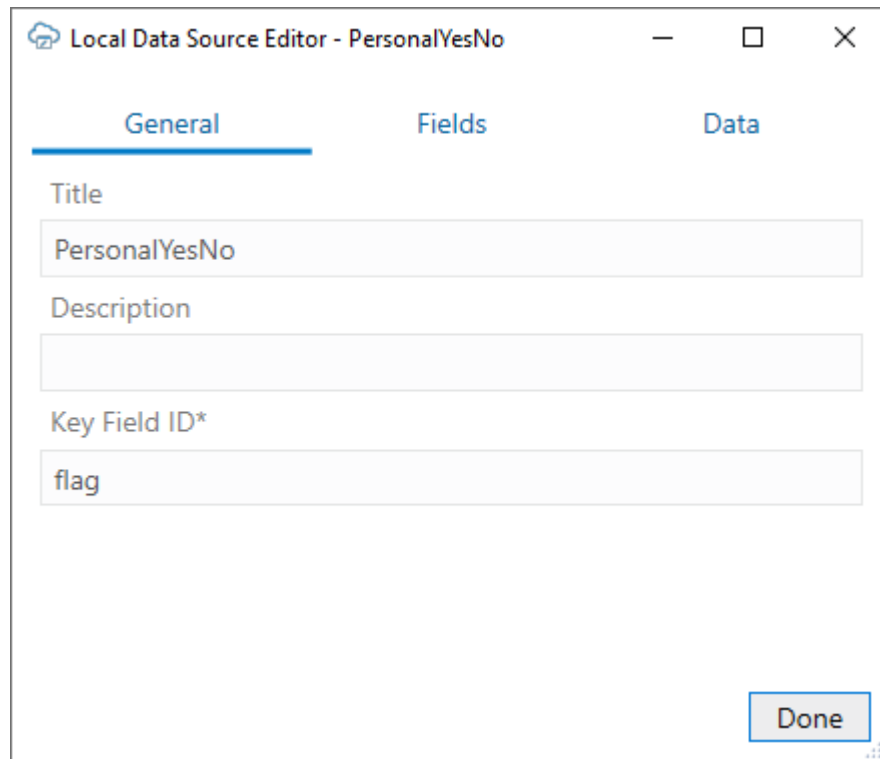 Local Data Source Editor - PersonalYesNo
General Fields Data
Title
PersonalYesNo
Description
Key Field ID*
flag
Done